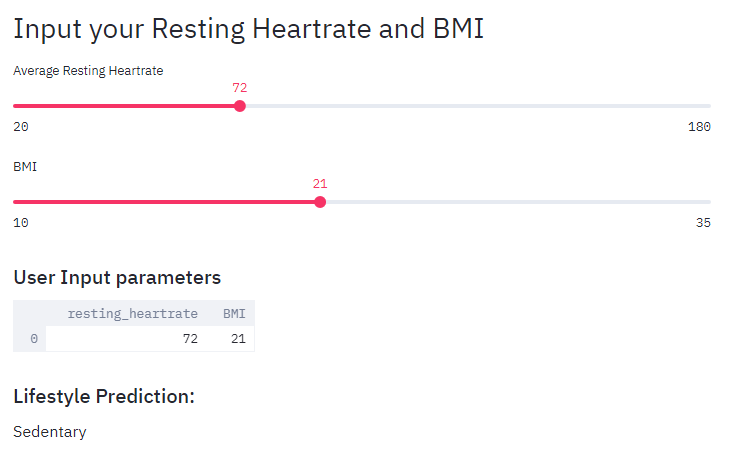 Input your Resting Heartrate and BMI
Average Resting Heartrate
72
20 180
BMI
21
10 35
User Input parameters
resting_heartrate BMI
0 72 21
Lifestyle Prediction:
Sedentary